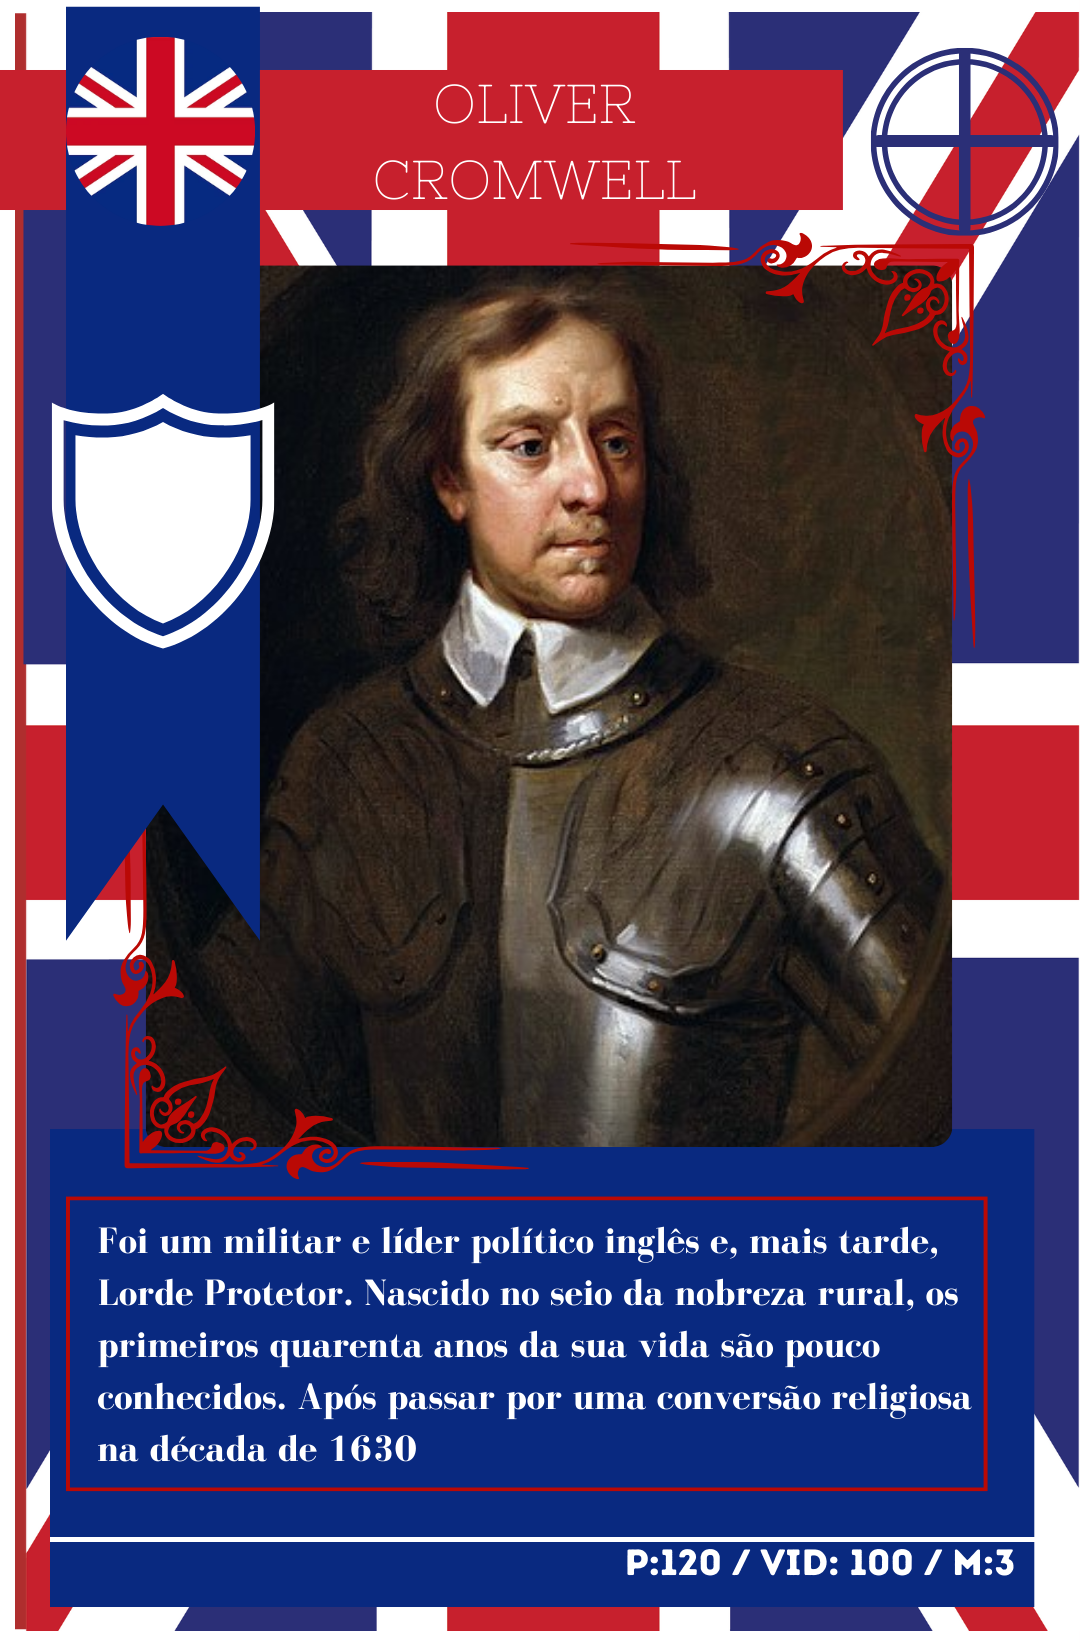 OLIVER
CROMWELL
Foi um militar e líder político inglês e, mais tarde,
Lorde Protetor. Nascido no seio da nobreza rural, os
primeiros quarenta anos da sua vida são pouco
conhecidos. Após passar por uma conversão religiosa
na década de 1630
P:120 / VID: 100 / M:3